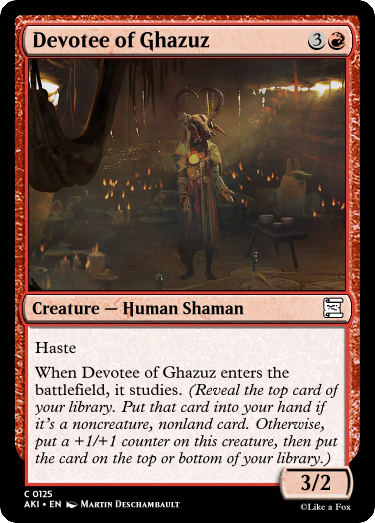 Devotee of Ghazuz 3
Creature — Human Shaman
Haste
When Devotee of Ghazuz enters the
battlefield, it studies. (Reveal the top card of
your library. Put that card into your hand if
it's a noncreature, nonland card. Otherwise,
put a +1/+1 counter on this creature, then put
the card on the top or bottom of your library.)
3/2
C 0125
AKI • EN Martin Deschambault
©Like a Fox